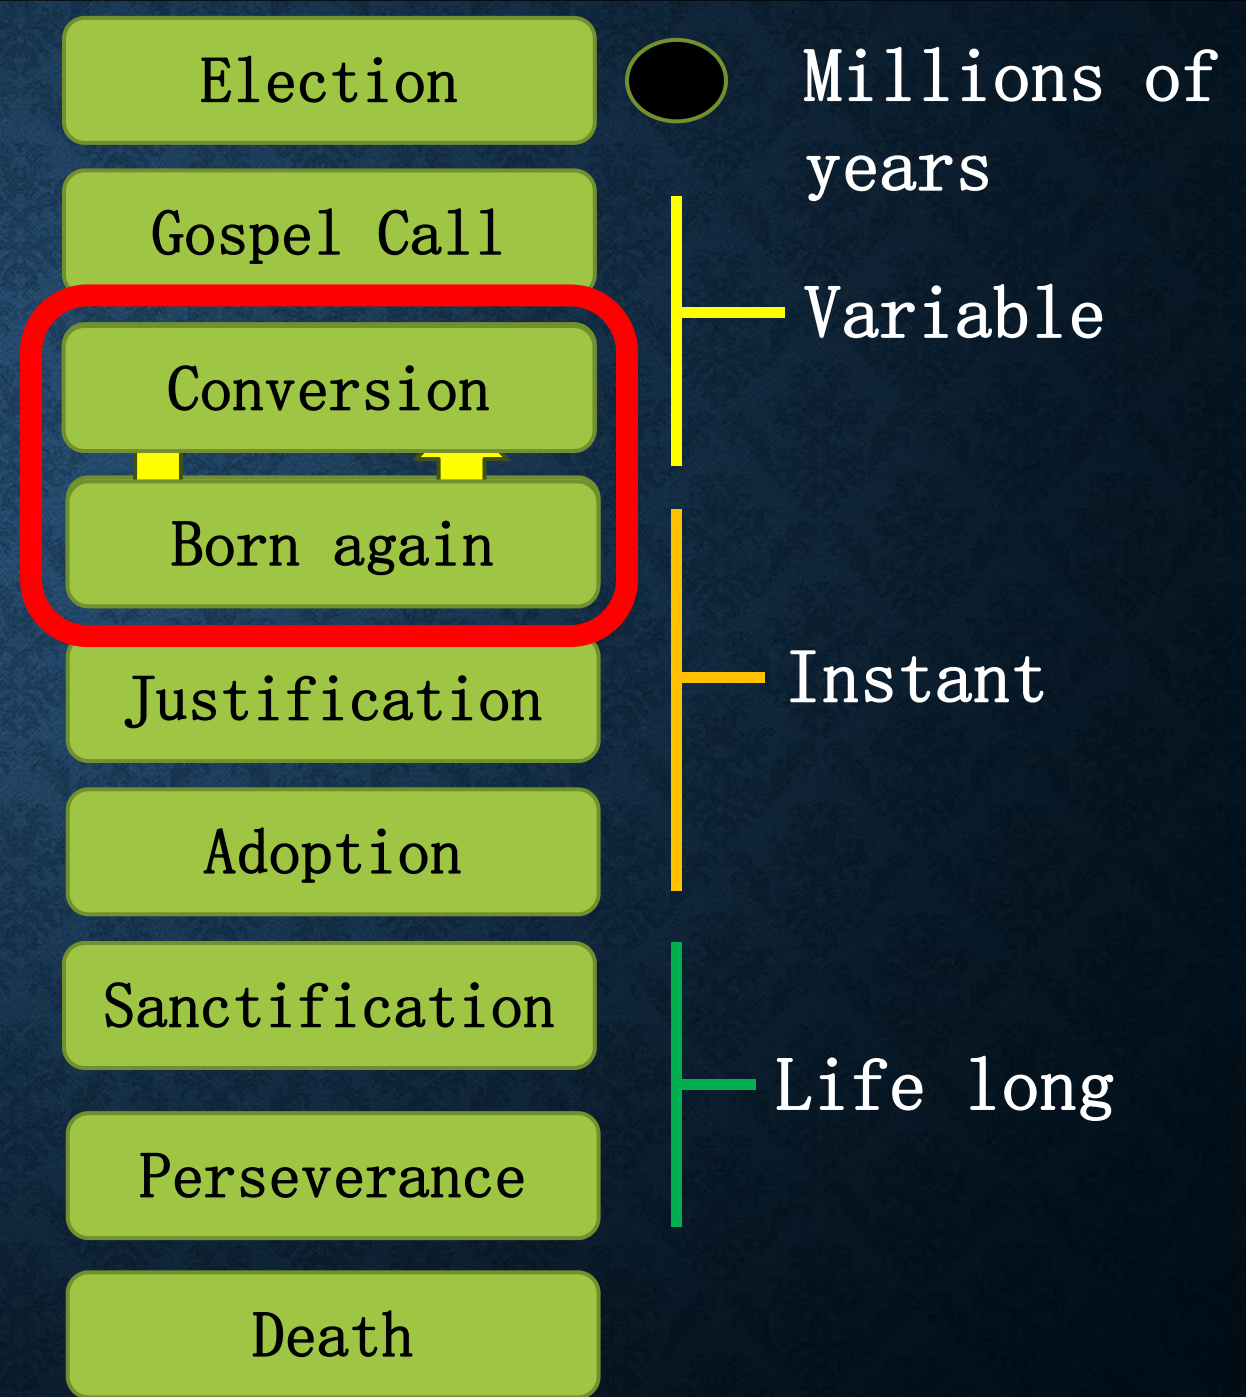 Election
Millions of
years
Gospel Call
Variable
Conversion
Born again
Instant
Justification
Adoption
Sanctification
Life long
Perseverance
Death